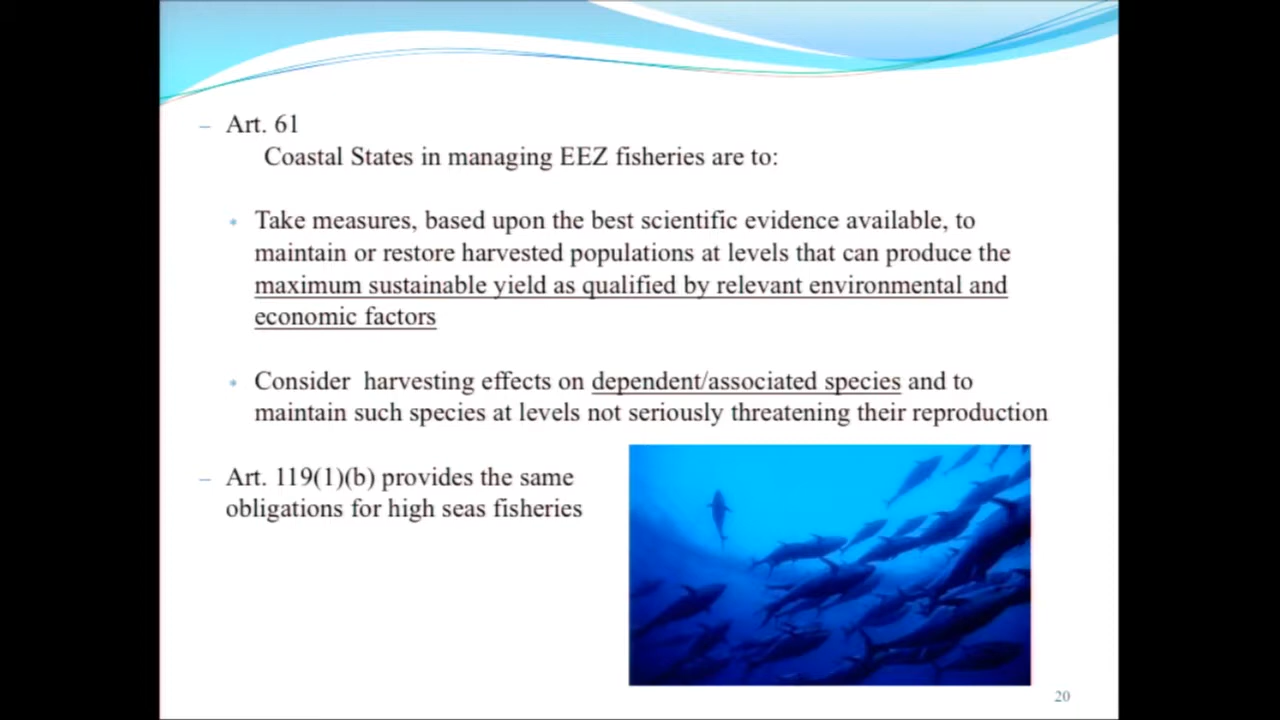 – Art. 61
Coastal States in managing EEZ fisheries are to:
* Take measures, based upon the best scientific evidence available, to
maintain or restore harvested populations at levels that can produce the
maximum sustainable yield as qualified by relevant environmental and
economic factors
* Consider  harvesting effects on dependent/associated species and to
maintain such species at levels not seriously threatening their reproduction
– Art. 119(1)(b) provides the same
obligations for high seas fisheries
20